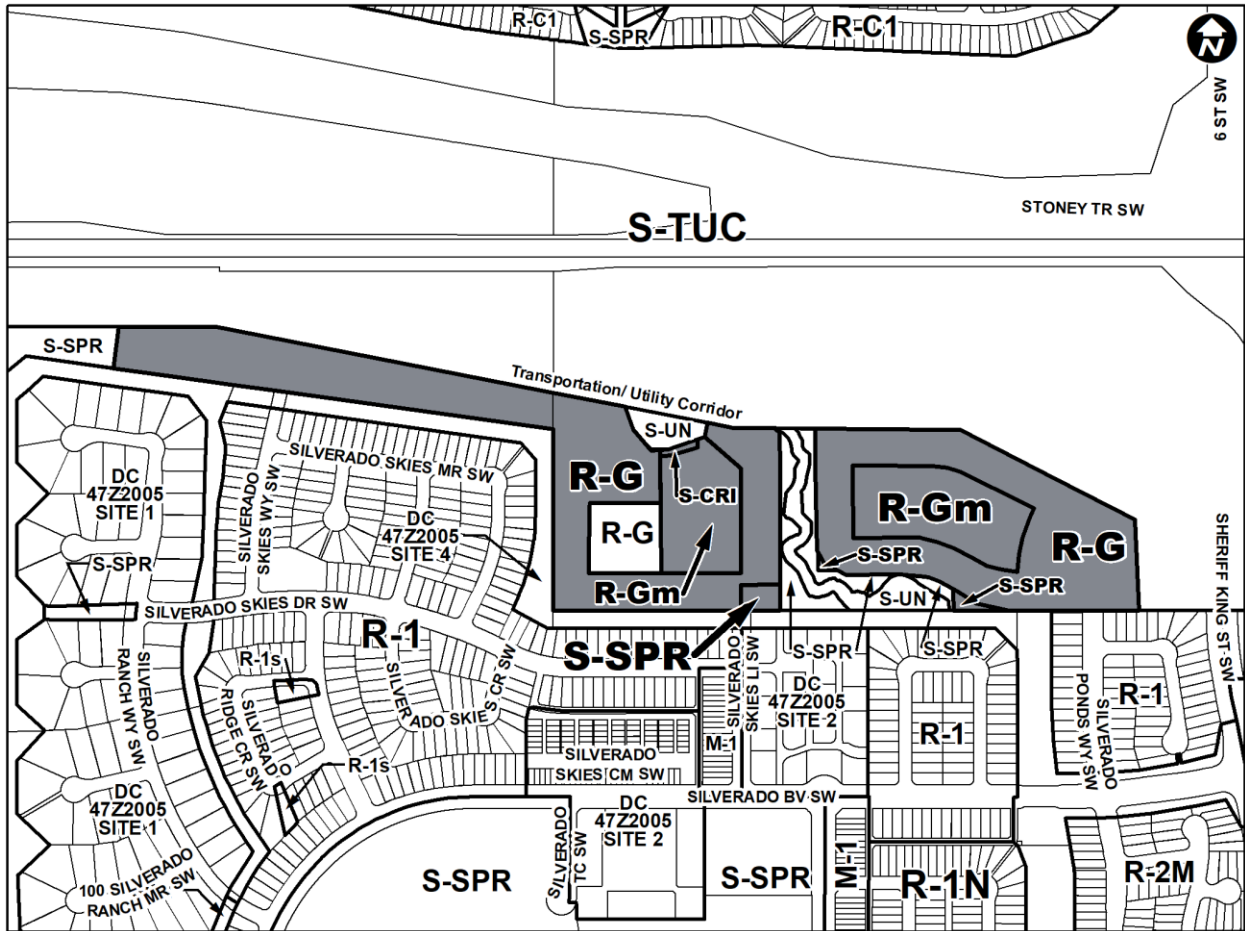 R-C1
S-SPR
R-C1
N
6 ST SW
STONEY TR SW
S-TUC
S-SPR
Transportation/ Utility Corridor
S-UN
DC
47Z2005
SITE 1
SILVERADO SKIES MR SW
SILVERADO
SKIES WY SW
DC
47Z2005
SITE 4
R-G
S-CRI
R-G
R-Gm
R-Gm
R-G
S-SPR
S-SPR
S-UN
SHERIFF KING ST SW
S-SPR
SILVERADO SKIES DR SW
R-1
S-SPR
S-SPR
S-SPR
R-1s
SILVERADO
RANCH WY SW
SILVERADO
RIDGE CR SW
SILVERADO SKIES CR SW
SILVERADO
SKIES LI SW
DC
47Z2005
SITE 2
R-1
R-1
SILVERADO
PONDS WY SW
M-1
SILVERADO
SKIES CM SW
R-1s
SILVERADO BV SW
DC
47Z2005
SITE 1
DC
47Z2005
SITE 2
SILVERADO
TC SW
S-SPR
S-SPR
M-1
R-1N
R-2M
100 SILVERADO
RANCH MR SW